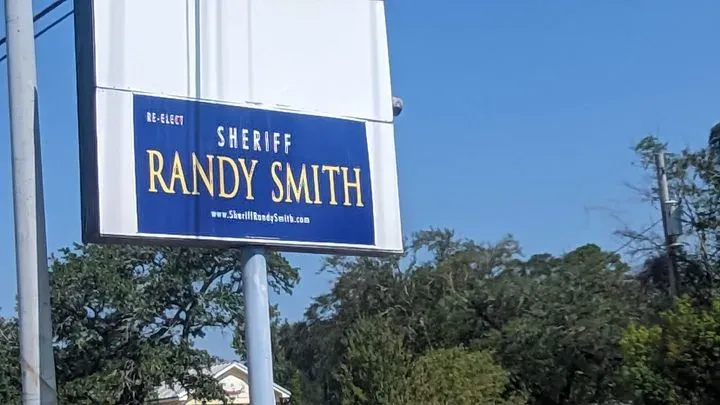 RE-ELECT
SHERIFF
RANDY SMITH
www.SheriffRandySmith.com